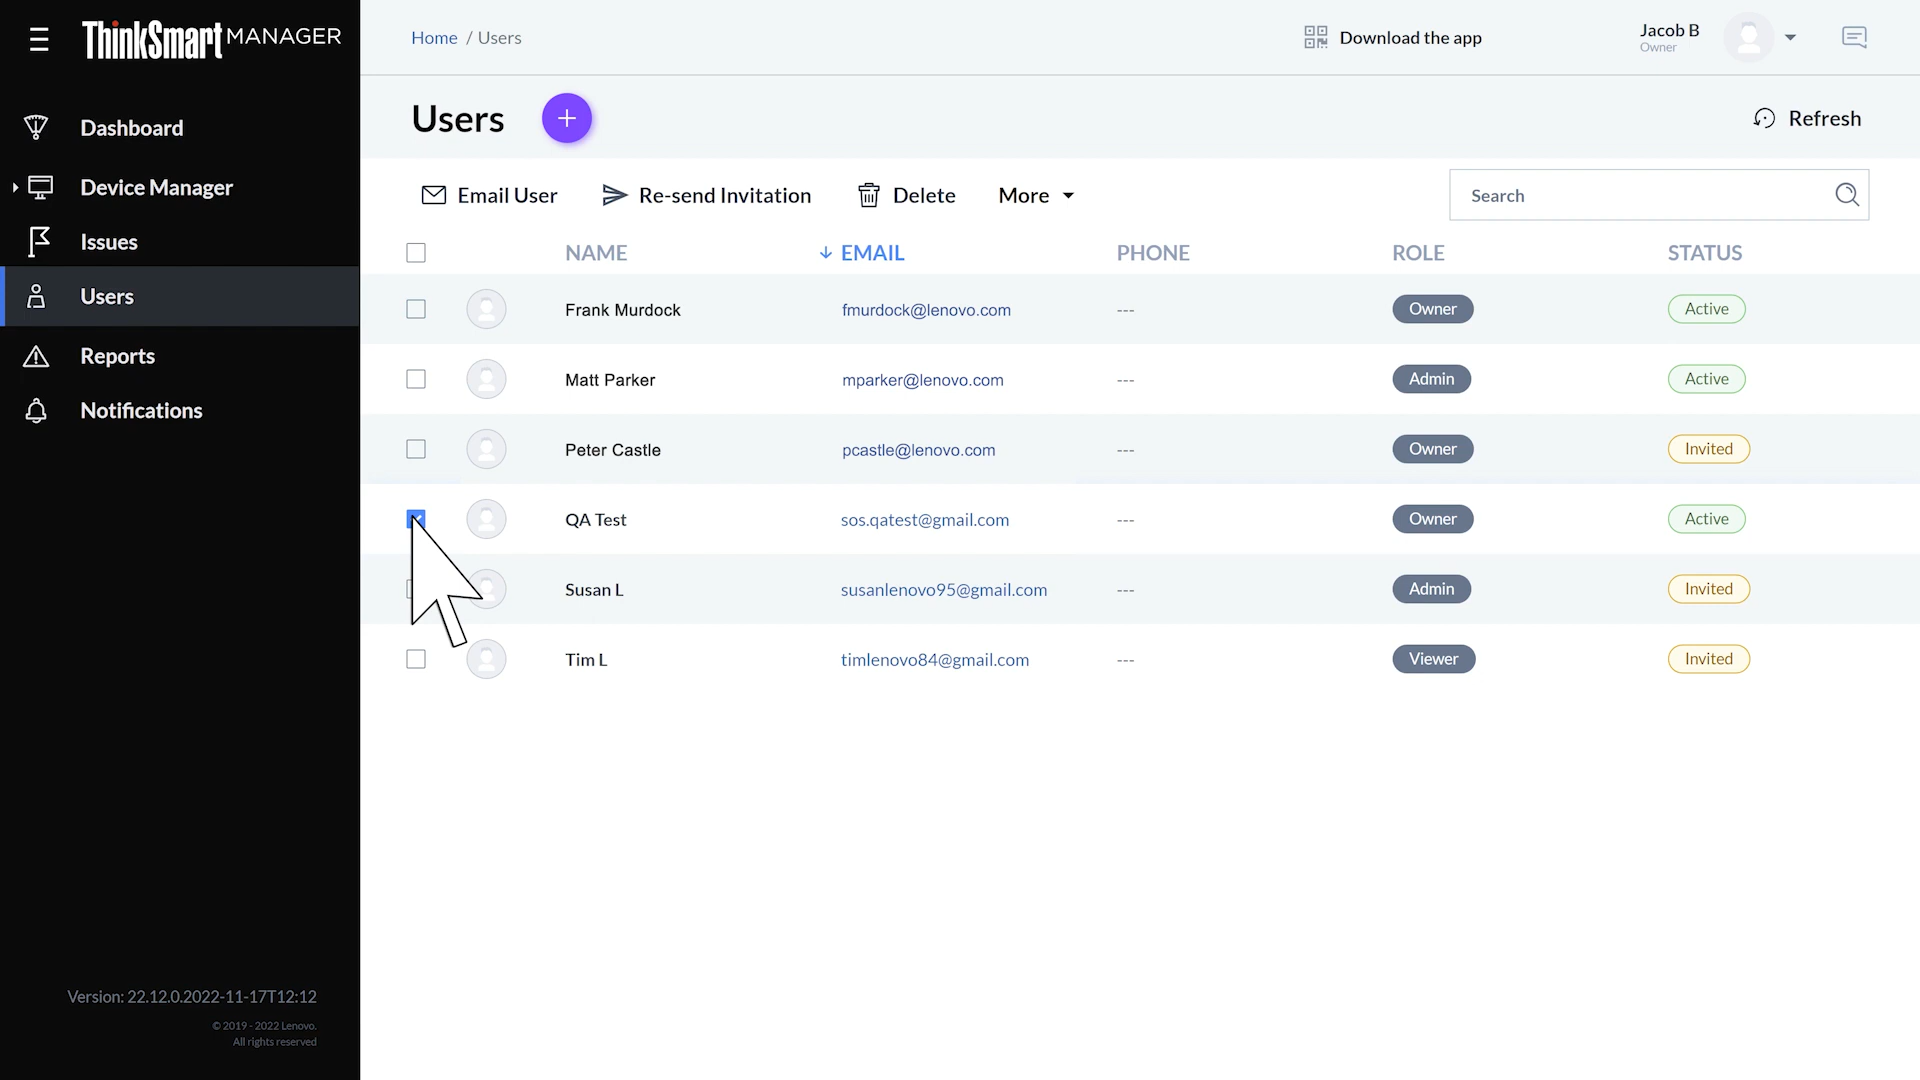 ThinkSmart MANAGER
Home / Users
Download the app
Jacob B
Owner
Dashboard
Device Manager
Issues
Users
Reports
Notifications
Users
Refresh
Email User Re-send Invitation Delete More
Search
NAME EMAIL PHONE ROLE STATUS
Frank Murdock fmurdock@lenovo.com --- Owner Active
Matt Parker mparker@lenovo.com --- Admin Active
Peter Castle pcastle@lenovo.com --- Owner Invited
QA Test sos.qatest@gmail.com --- Owner Active
Susan L susanlenovo95@gmail.com --- Admin Invited
Tim L timlenovo84@gmail.com --- Viewer Invited
Version: 22.12.0.2022-11-17T12:12
© 2019 - 2022 Lenovo.
All rights reserved